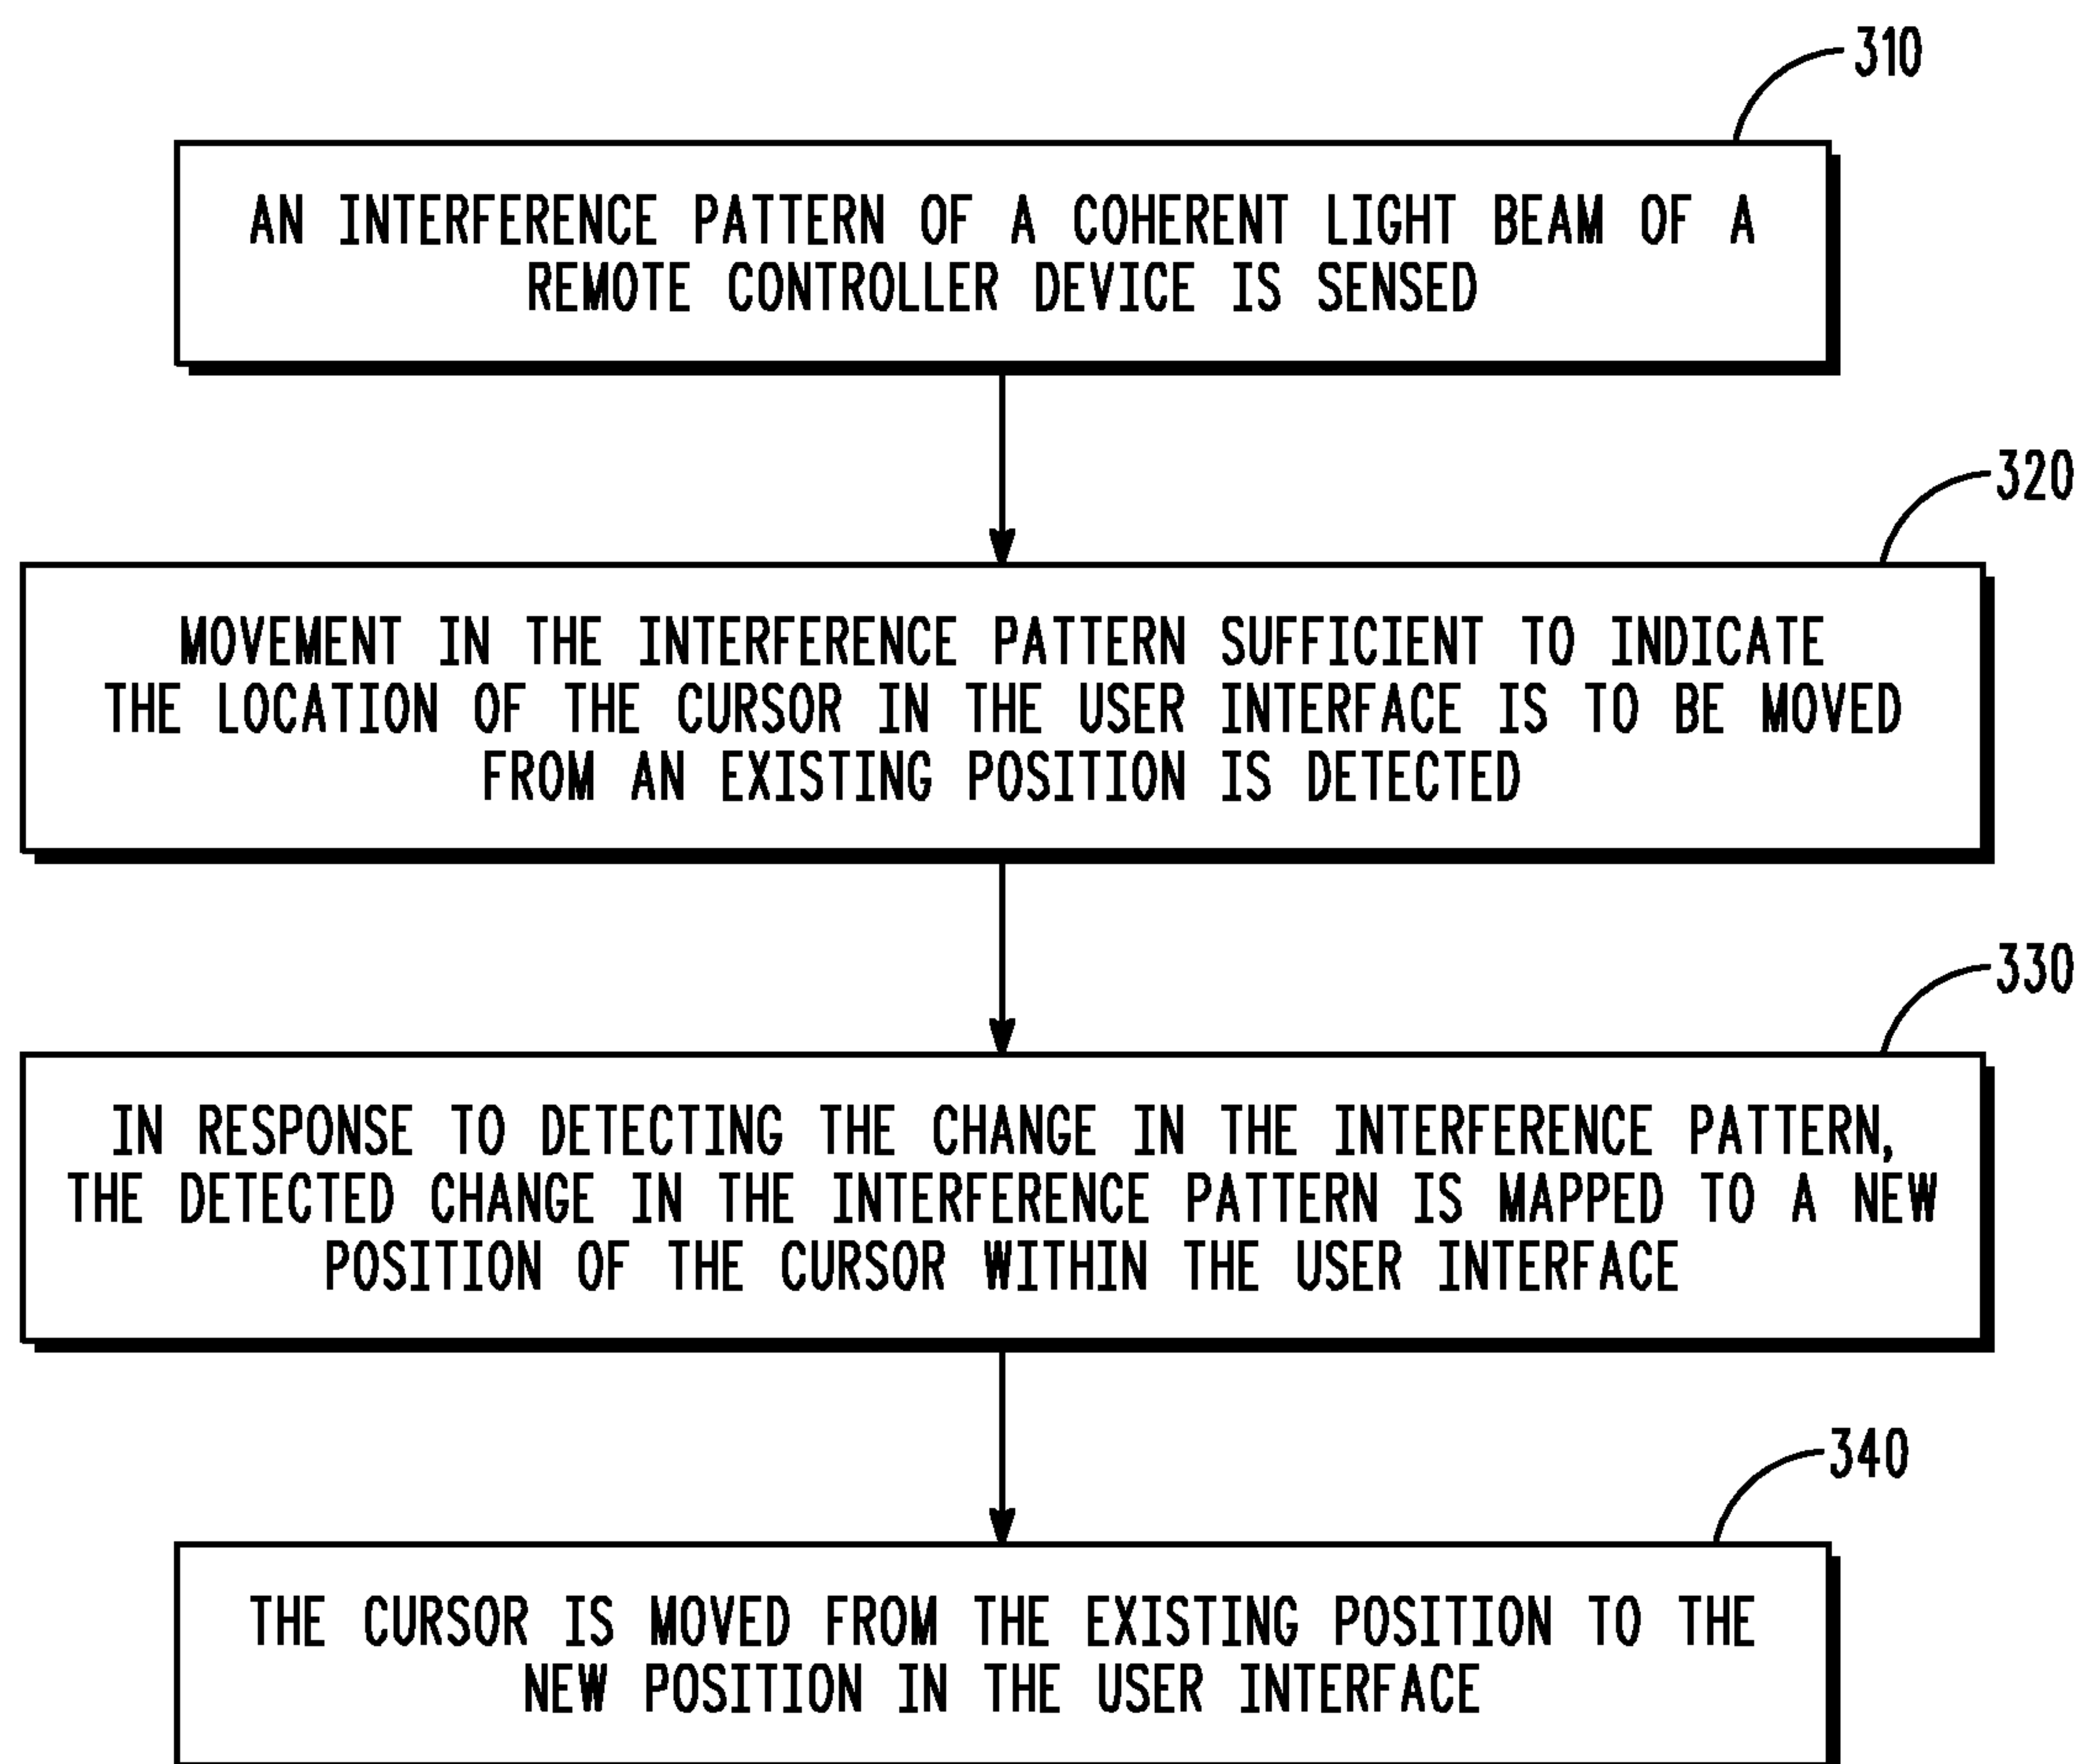 310
AN INTERFERENCE PATTERN OF A COHERENT LIGHT BEAM OF A
REMOTE CONTROLLER DEVICE IS SENSED
320
MOVEMENT IN THE INTERFERENCE PATTERN SUFFICIENT TO INDICATE
THE LOCATION OF THE CURSOR IN THE USER INTERFACE IS TO BE MOVED
FROM AN EXISTING POSITION IS DETECTED
330
IN RESPONSE TO DETECTING THE CHANGE IN THE INTERFERENCE PATTERN,
THE DETECTED CHANGE IN THE INTERFERENCE PATTERN IS MAPPED TO A NEW
POSITION OF THE CURSOR WITHIN THE USER INTERFACE
340
THE CURSOR IS MOVED FROM THE EXISTING POSITION TO THE
NEW POSITION IN THE USER INTERFACE